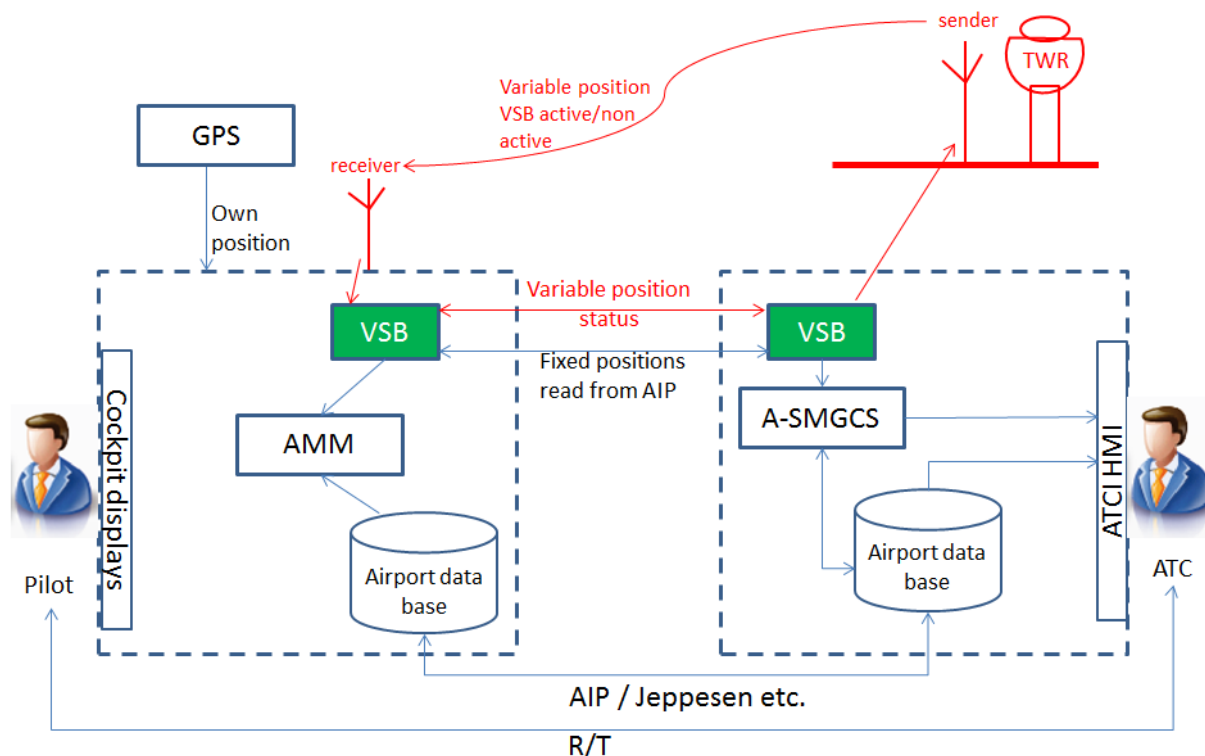 sender
TWR
Variable position
VSB active/non
active
GPS
receiver
Own
position
Variable position
status
VSB
VSB
Fixed positions
read from AIP
Cockpit displays
AMM
A-SMGCS
ATCI HMI
Airport data
base
Airport data
base
Pilot
ATC
AIP / Jeppesen etc.
R/T